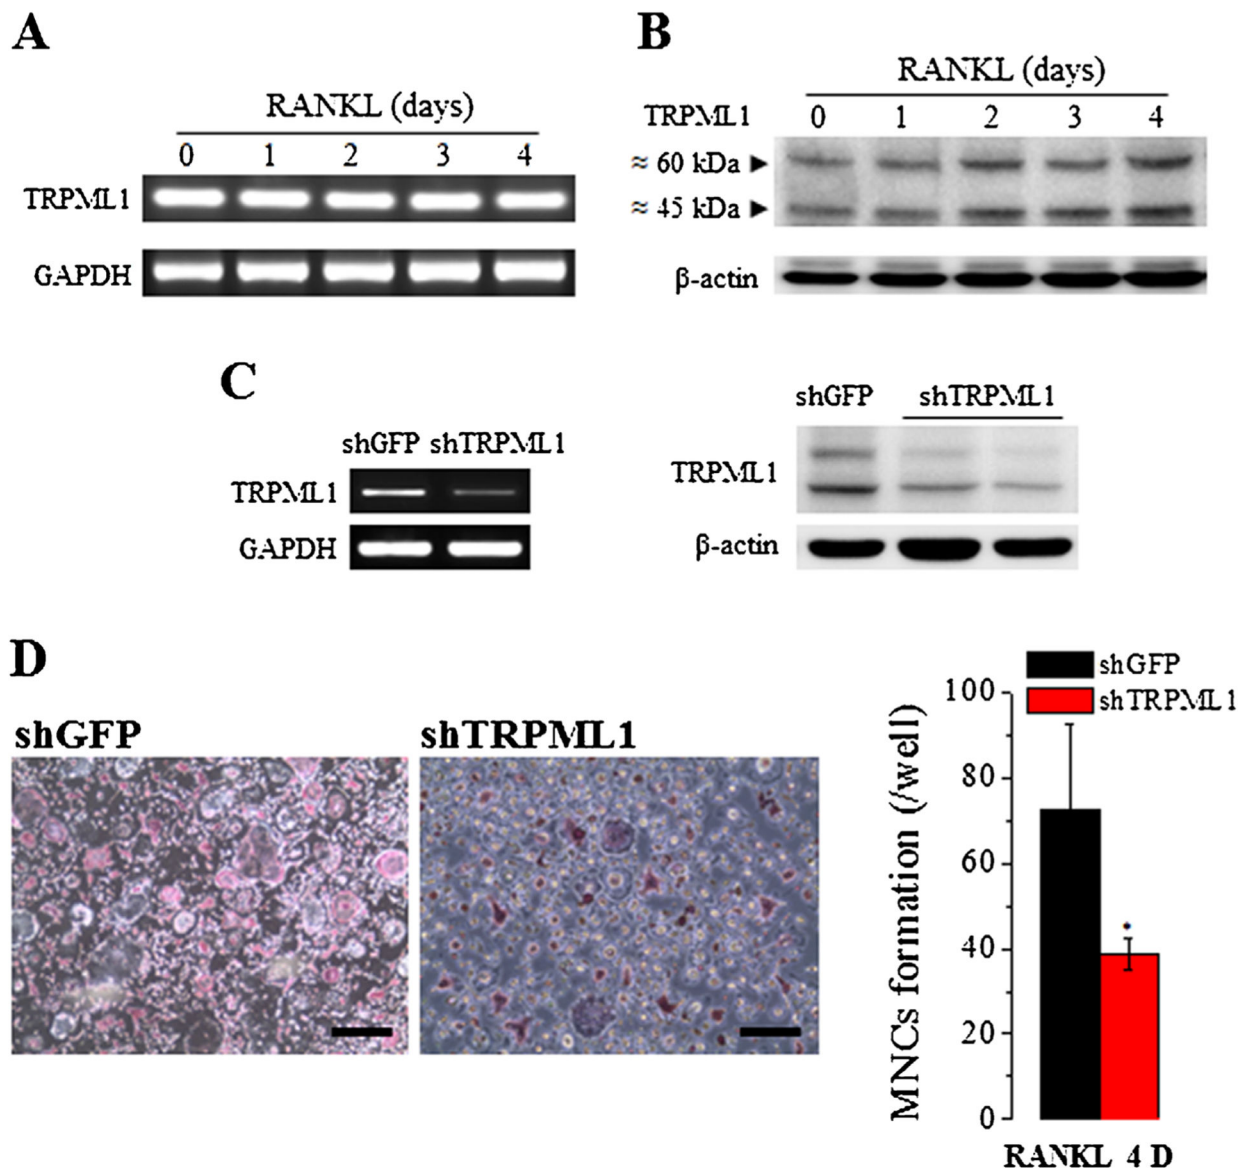 A
RANKL (days)
0 1 2 3 4
TRPML1
GAPDH
B
RANKL (days)
TRPML1 0 1 2 3 4
≈ 60 kDa ►
≈ 45 kDa ►
β-actin
C
shGFP shTRPML1
TRPML1
GAPDH
shGFP shTRPML1
TRPML1
β-actin
D
shGFP
shTRPML1
shGFP
shTRPML1
MNCs formation (/well)
100
80
60
40
20
0
*
RANKL 4 D